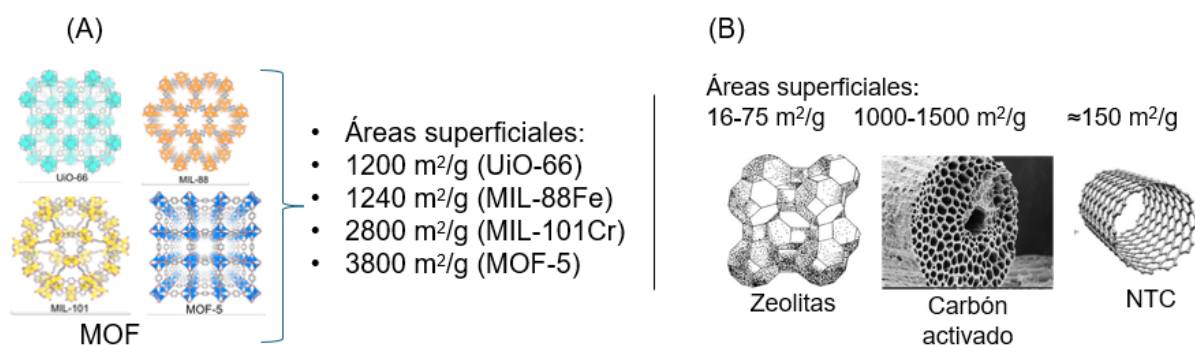 (A)
UiO-66
MIL-88
MIL-101
MOF-5
MOF
• Áreas superficiales:
• 1200 m²/g (UiO-66)
• 1240 m²/g (MIL-88Fe)
• 2800 m²/g (MIL-101Cr)
• 3800 m²/g (MOF-5)
(B)
Áreas superficiales:
16-75 m²/g 1000-1500 m²/g ≈150 m²/g
Zeolitas
Carbón
activado
NTC